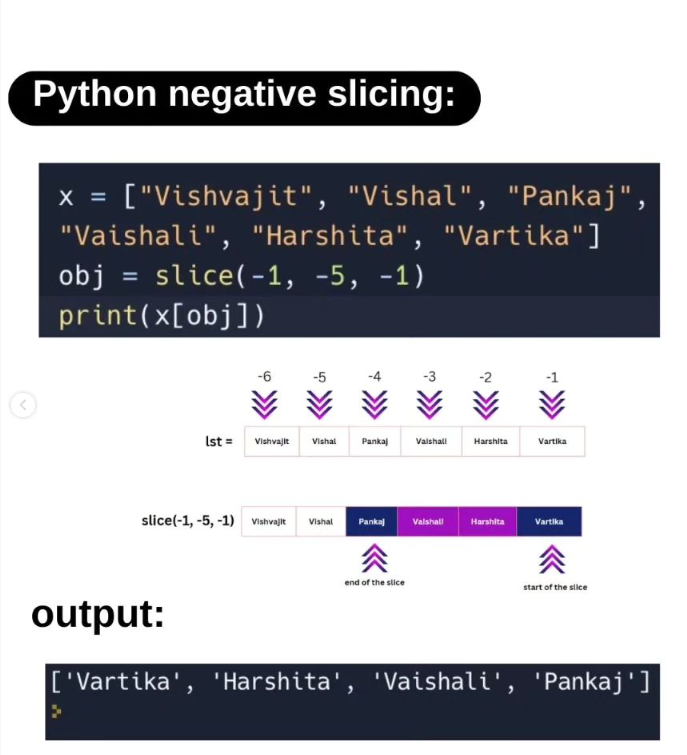 Python negative slicing:
x = ["Vishvajit", "Vishal", "Pankaj",
"Vaishali", "Harshita", "Vartika"]
obj = slice(-1, -5, -1)
print(x[obj])
-6 -5 -4 -3 -2 -1
lst = Vishvajit Vishal Pankaj Vaishali Harshita Vartika
slice(-1, -5, -1) Vishvajit Vishal Pankaj Vaishali Harshita Vartika
end of the slice
start of the slice
output:
['Vartika', 'Harshita', 'Vaishali', 'Pankaj']